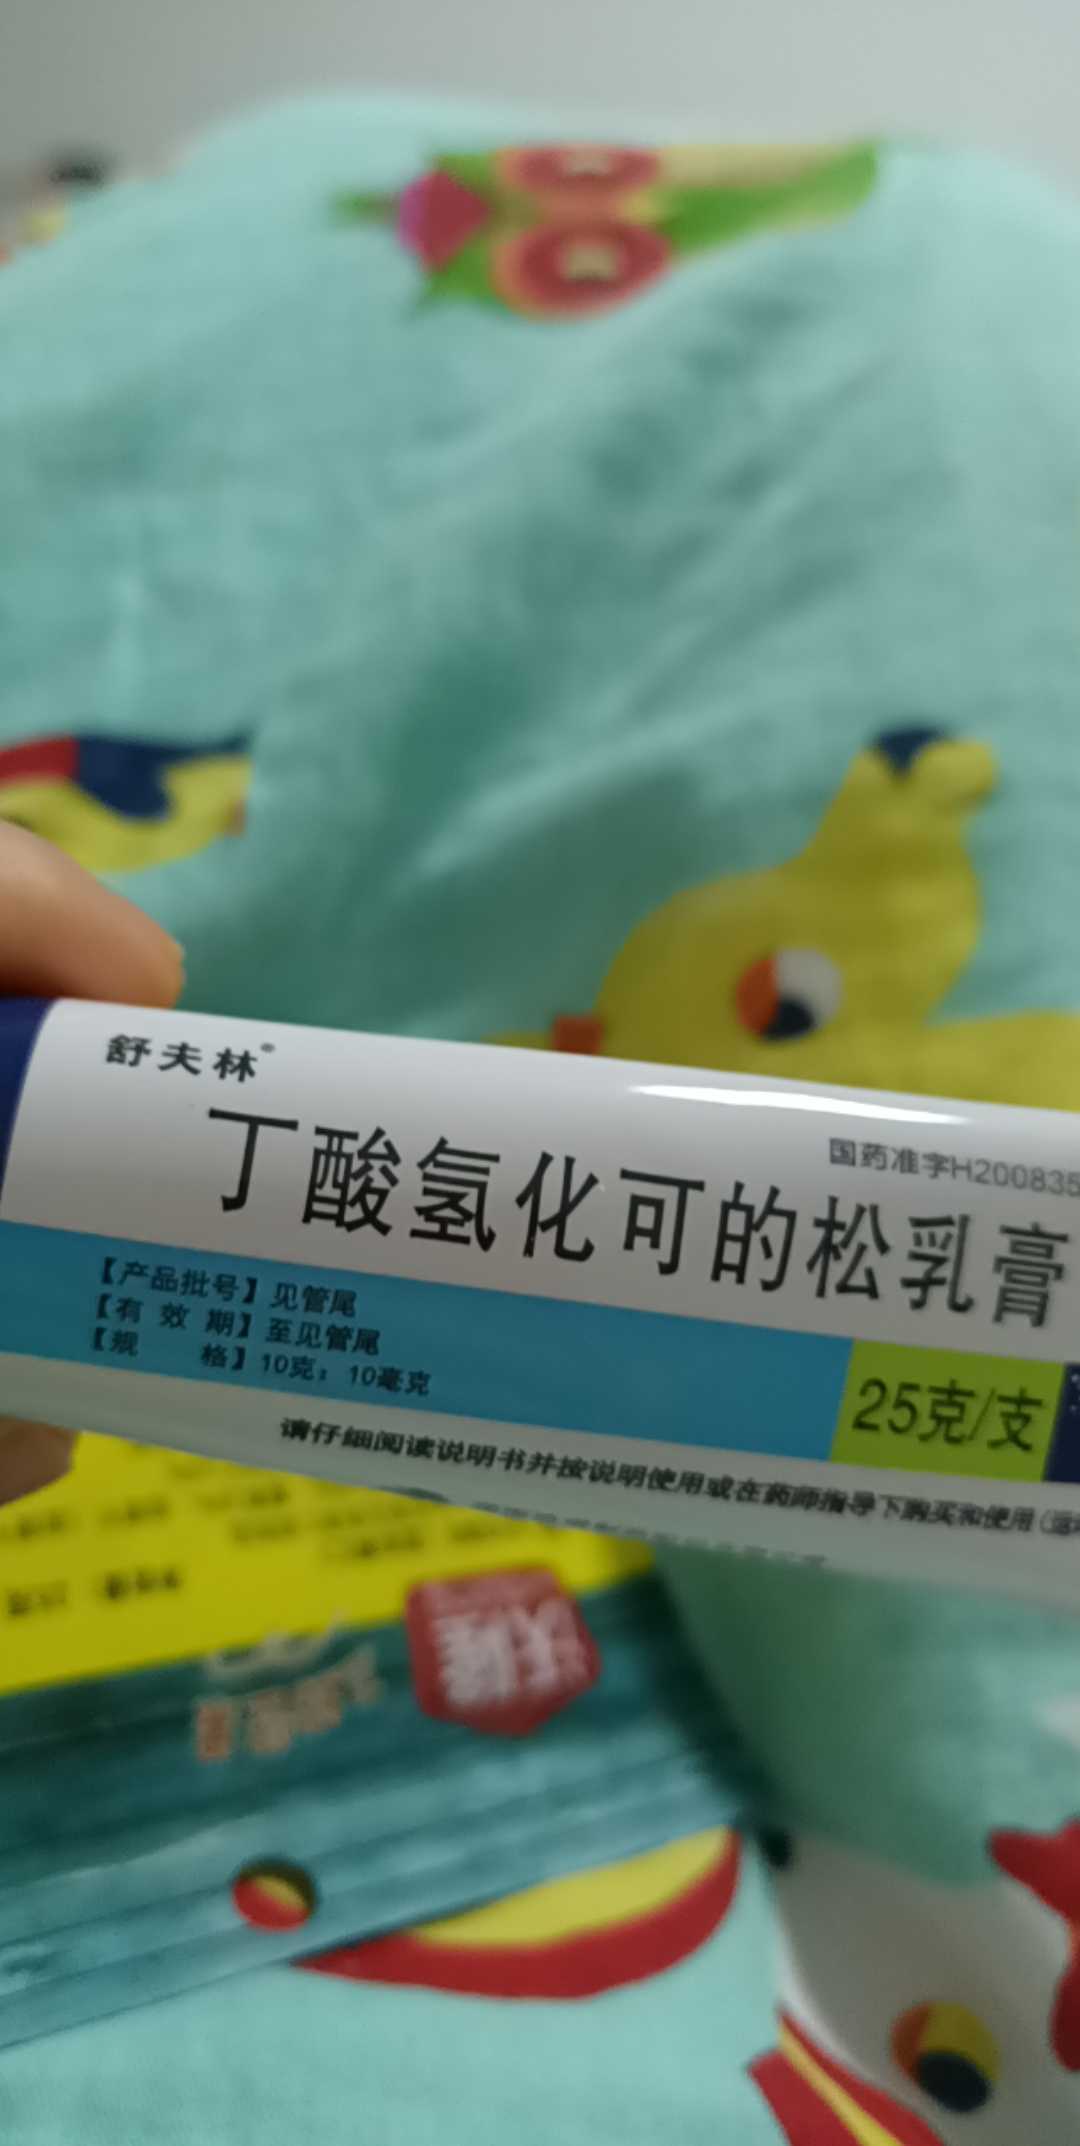 舒夫林®
国药准字H200835
丁酸氢化可的松乳膏
【产品批号】见管尾
【有 效 期】至见管尾
【规 格】10克：10毫克
25克/支
请仔细阅读说明书并按说明使用或在药师指导下购买和使用
沃隆